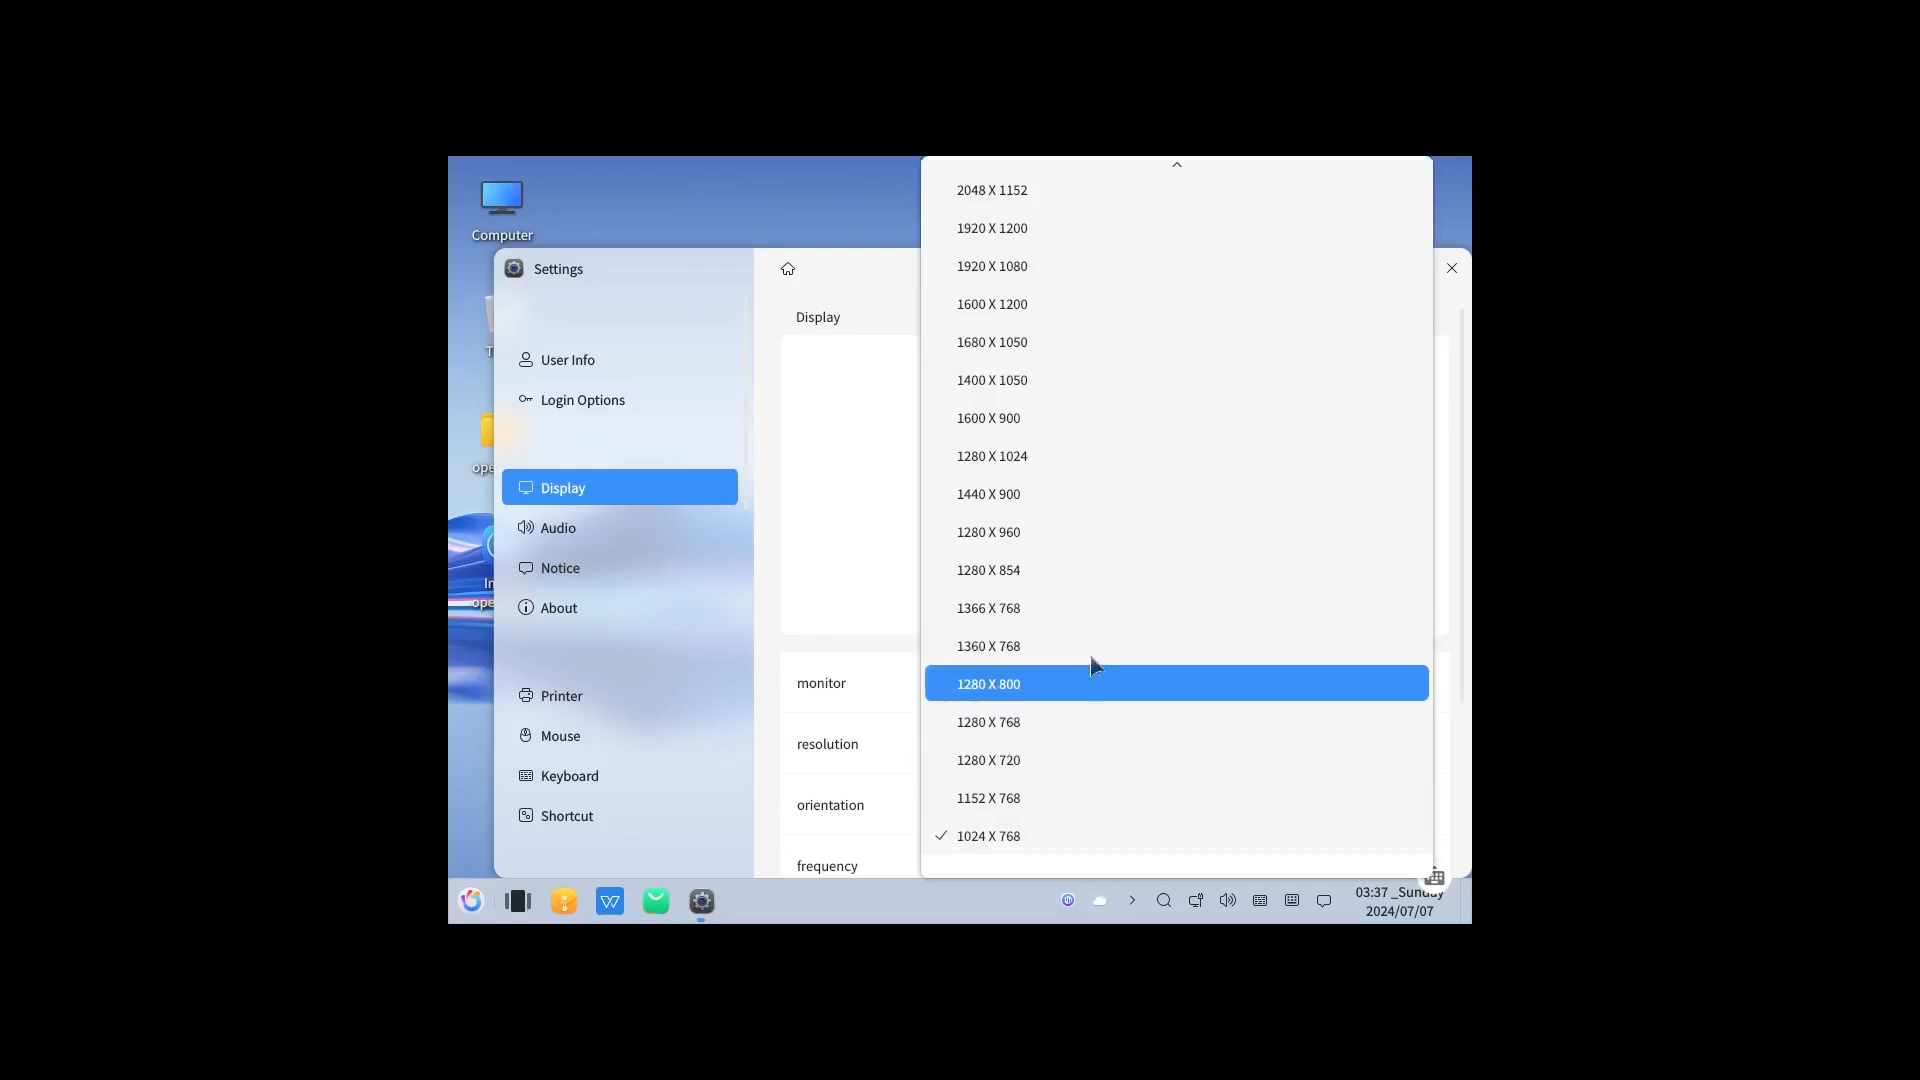 Computer
Settings
User Info
Login Options
Display
Audio
Notice
About
Printer
Mouse
Keyboard
Shortcut
Display
monitor
resolution
orientation
frequency
2048 X 1152
1920 X 1200
1920 X 1080
1600 X 1200
1680 X 1050
1400 X 1050
1600 X 900
1280 X 1024
1440 X 900
1280 X 960
1280 X 854
1366 X 768
1360 X 768
1280 X 800
1280 X 768
1280 X 720
1152 X 768
1024 X 768
03:37 _Sunday
2024/07/07